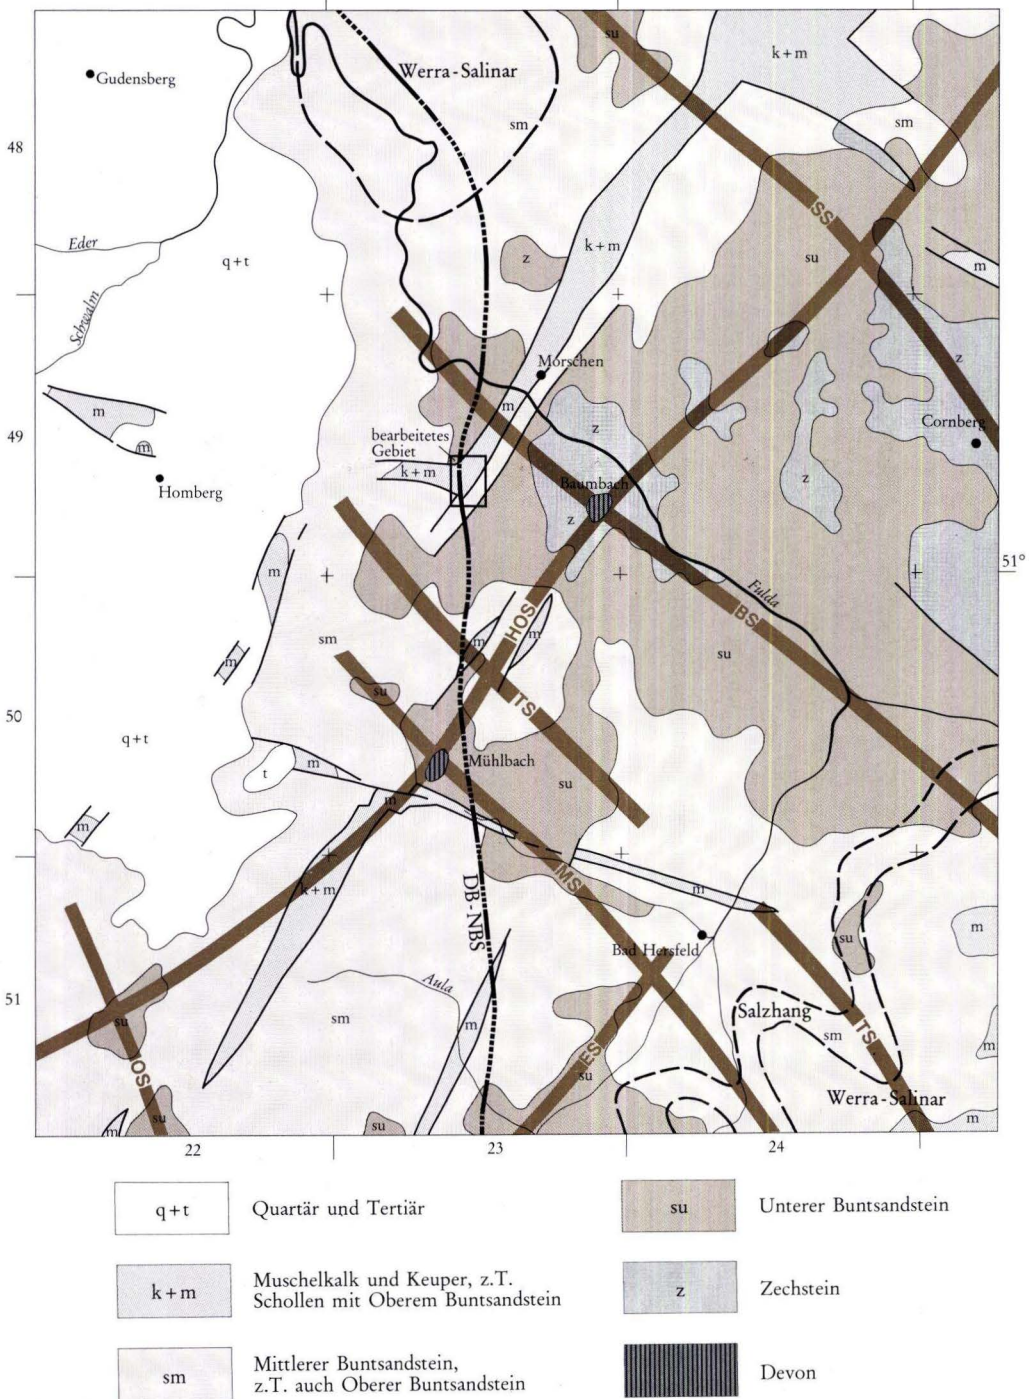 su
k+m
Gudensberg
Werra-Salinar
sm
sm
48
SS
Eder
q+t
k+m
z
su
m
Schwalm
Morschen
z
m
m
z
Cornberg
49
bearbeitetes
Gebiet
m
k+m
Baumbach
z
Homberg
z
51°
m
Fulda
HOS
m
m
BS
sm
su
m
su
TS
50
q+t
t
m
Mühlbach
su
m
m
k+m
MS
m
DB-NBS
su
m
Bad Hersfeld
Aula
51
Salzhang
sm
m
su
sm
TS
m
OS
ES
su
Werra-Salinar
m
su
su
m
22
23
24
q+t
Quartär und Tertiär
su
Unterer Buntsandstein
k+m
Muschelkalk und Keuper, z.T.
Schollen mit Oberem Buntsandstein
z
Zechstein
sm
Mittlerer Buntsandstein,
z.T. auch Oberer Buntsandstein
Devon